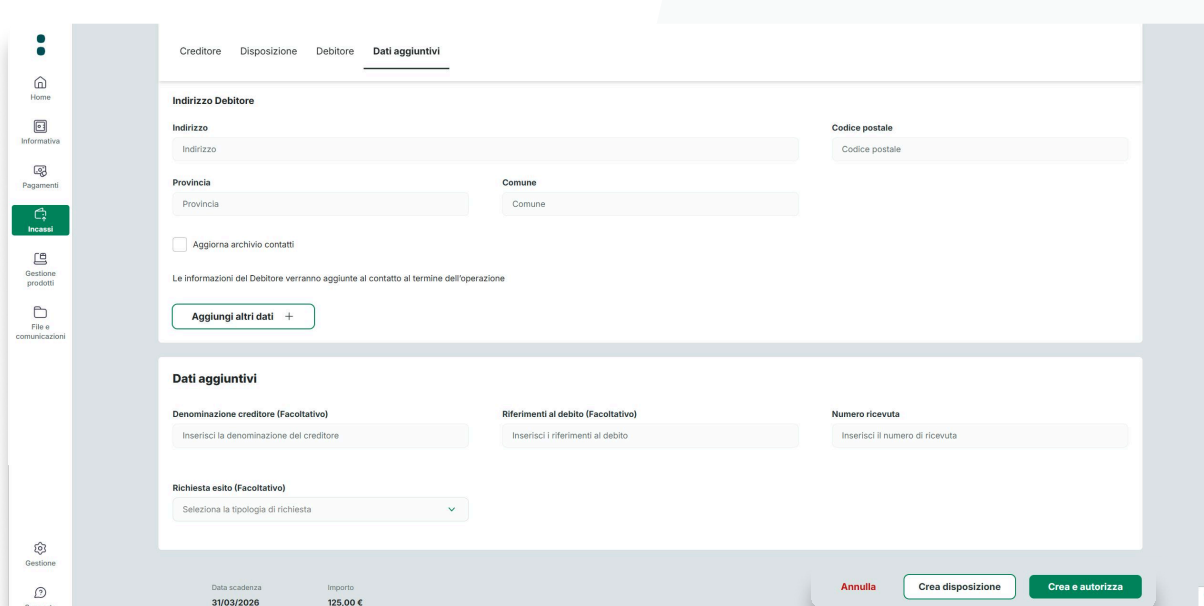 Creditore Disposizione Debitore Dati aggiuntivi
Home
Informativa
Pagamenti
Incassi
Gestione
prodotti
File e
comunicazioni
Gestione
Indirizzo Debitore
Indirizzo
Indirizzo
Codice postale
Codice postale
Provincia
Provincia
Comune
Comune
Aggiorna archivio contatti
Le informazioni del Debitore verranno aggiunte al contatto al termine dell'operazione
Aggiungi altri dati +
Dati aggiuntivi
Denominazione creditore (Facoltativo)
Inserisci la denominazione del creditore
Riferimenti al debito (Facoltativo)
Inserisci i riferimenti al debito
Numero ricevuta
Inserisci il numero di ricevuta
Richiesta esito (Facoltativo)
Seleziona la tipologia di richiesta
Data scadenza
31/03/2026
Importo
125,00 €
Annulla
Crea disposizione
Crea e autorizza